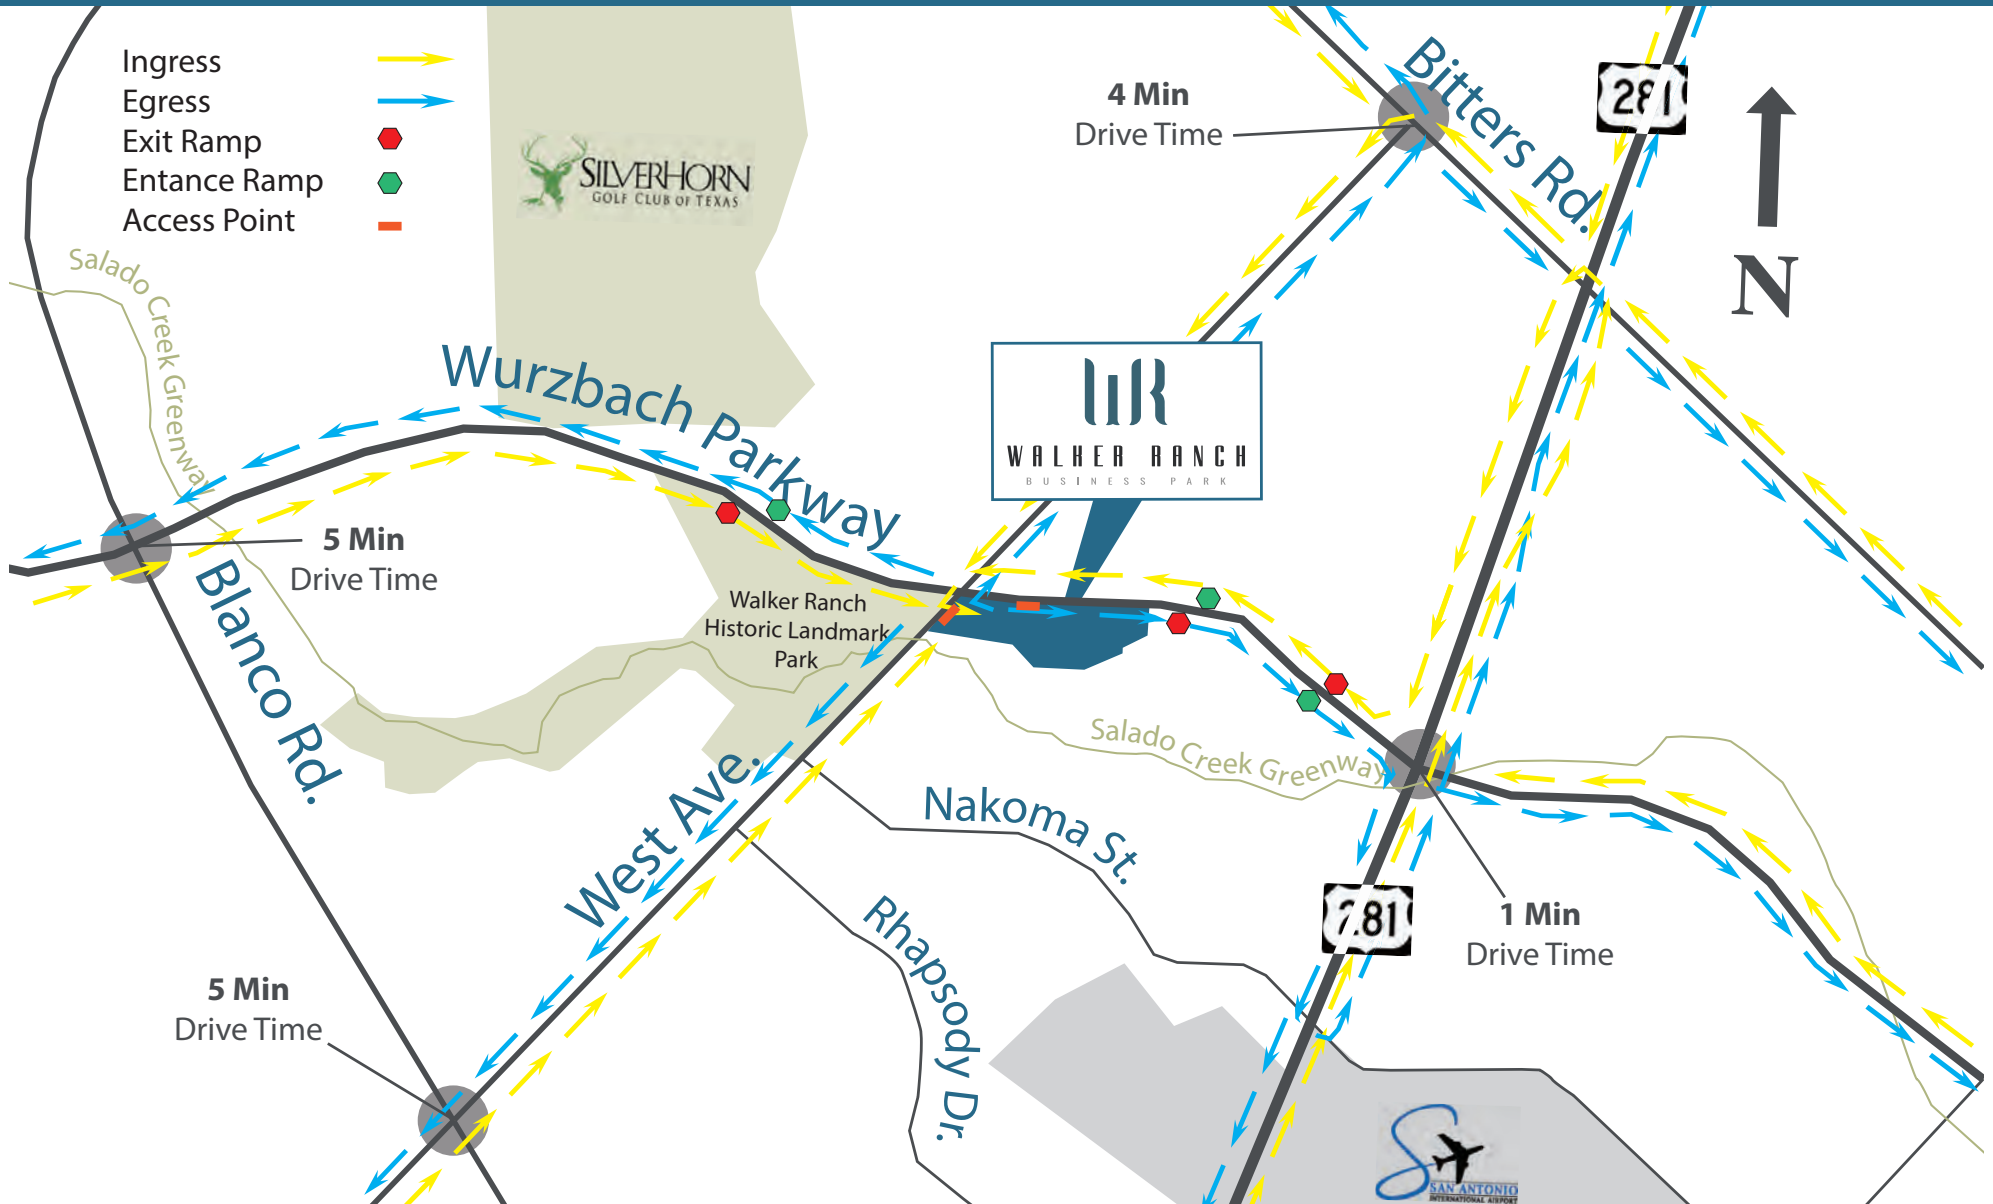 Ingress
Egress
Exit Ramp
Entance Ramp
Access Point
SILVERHORN
GOLF CLUB OF TEXAS
4 Min
Drive Time
Bitters Rd.
281
N
Salado Creek Greenway
Wurzbach Parkway
WR
WALKER RANCH
BUSINESS PARK
5 Min
Drive Time
Blanco Rd.
Walker Ranch
Historic Landmark
Park
West Ave.
Salado Creek Greenway
Nakoma St.
Rhapsody Dr.
281
1 Min
Drive Time
5 Min
Drive Time
SAN ANTONIO
INTERNATIONAL AIRPORT